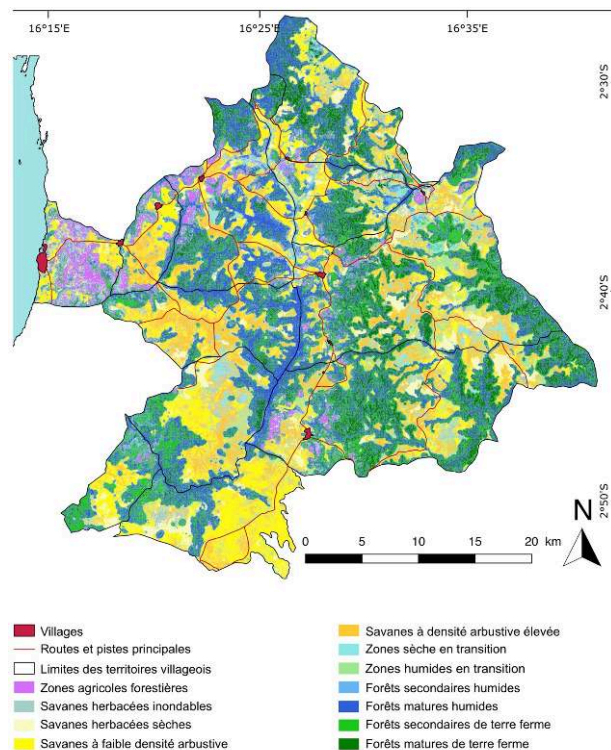 16°15'E 16°25'E 16°35'E
2°30'S
2°40'S
2°50'S
N
0 5 10 15 20 km
Villages
Routes et pistes principales
Limites des territoires villageois
Zones agricoles forestières
Savanes herbacées inondables
Savanes herbacées sèches
Savanes à faible densité arbustive
Savanes à densité arbustive élevée
Zones sèche en transition
Zones humides en transition
Forêts secondaires humides
Forêts matures humides
Forêts secondaires de terre ferme
Forêts matures de terre ferme